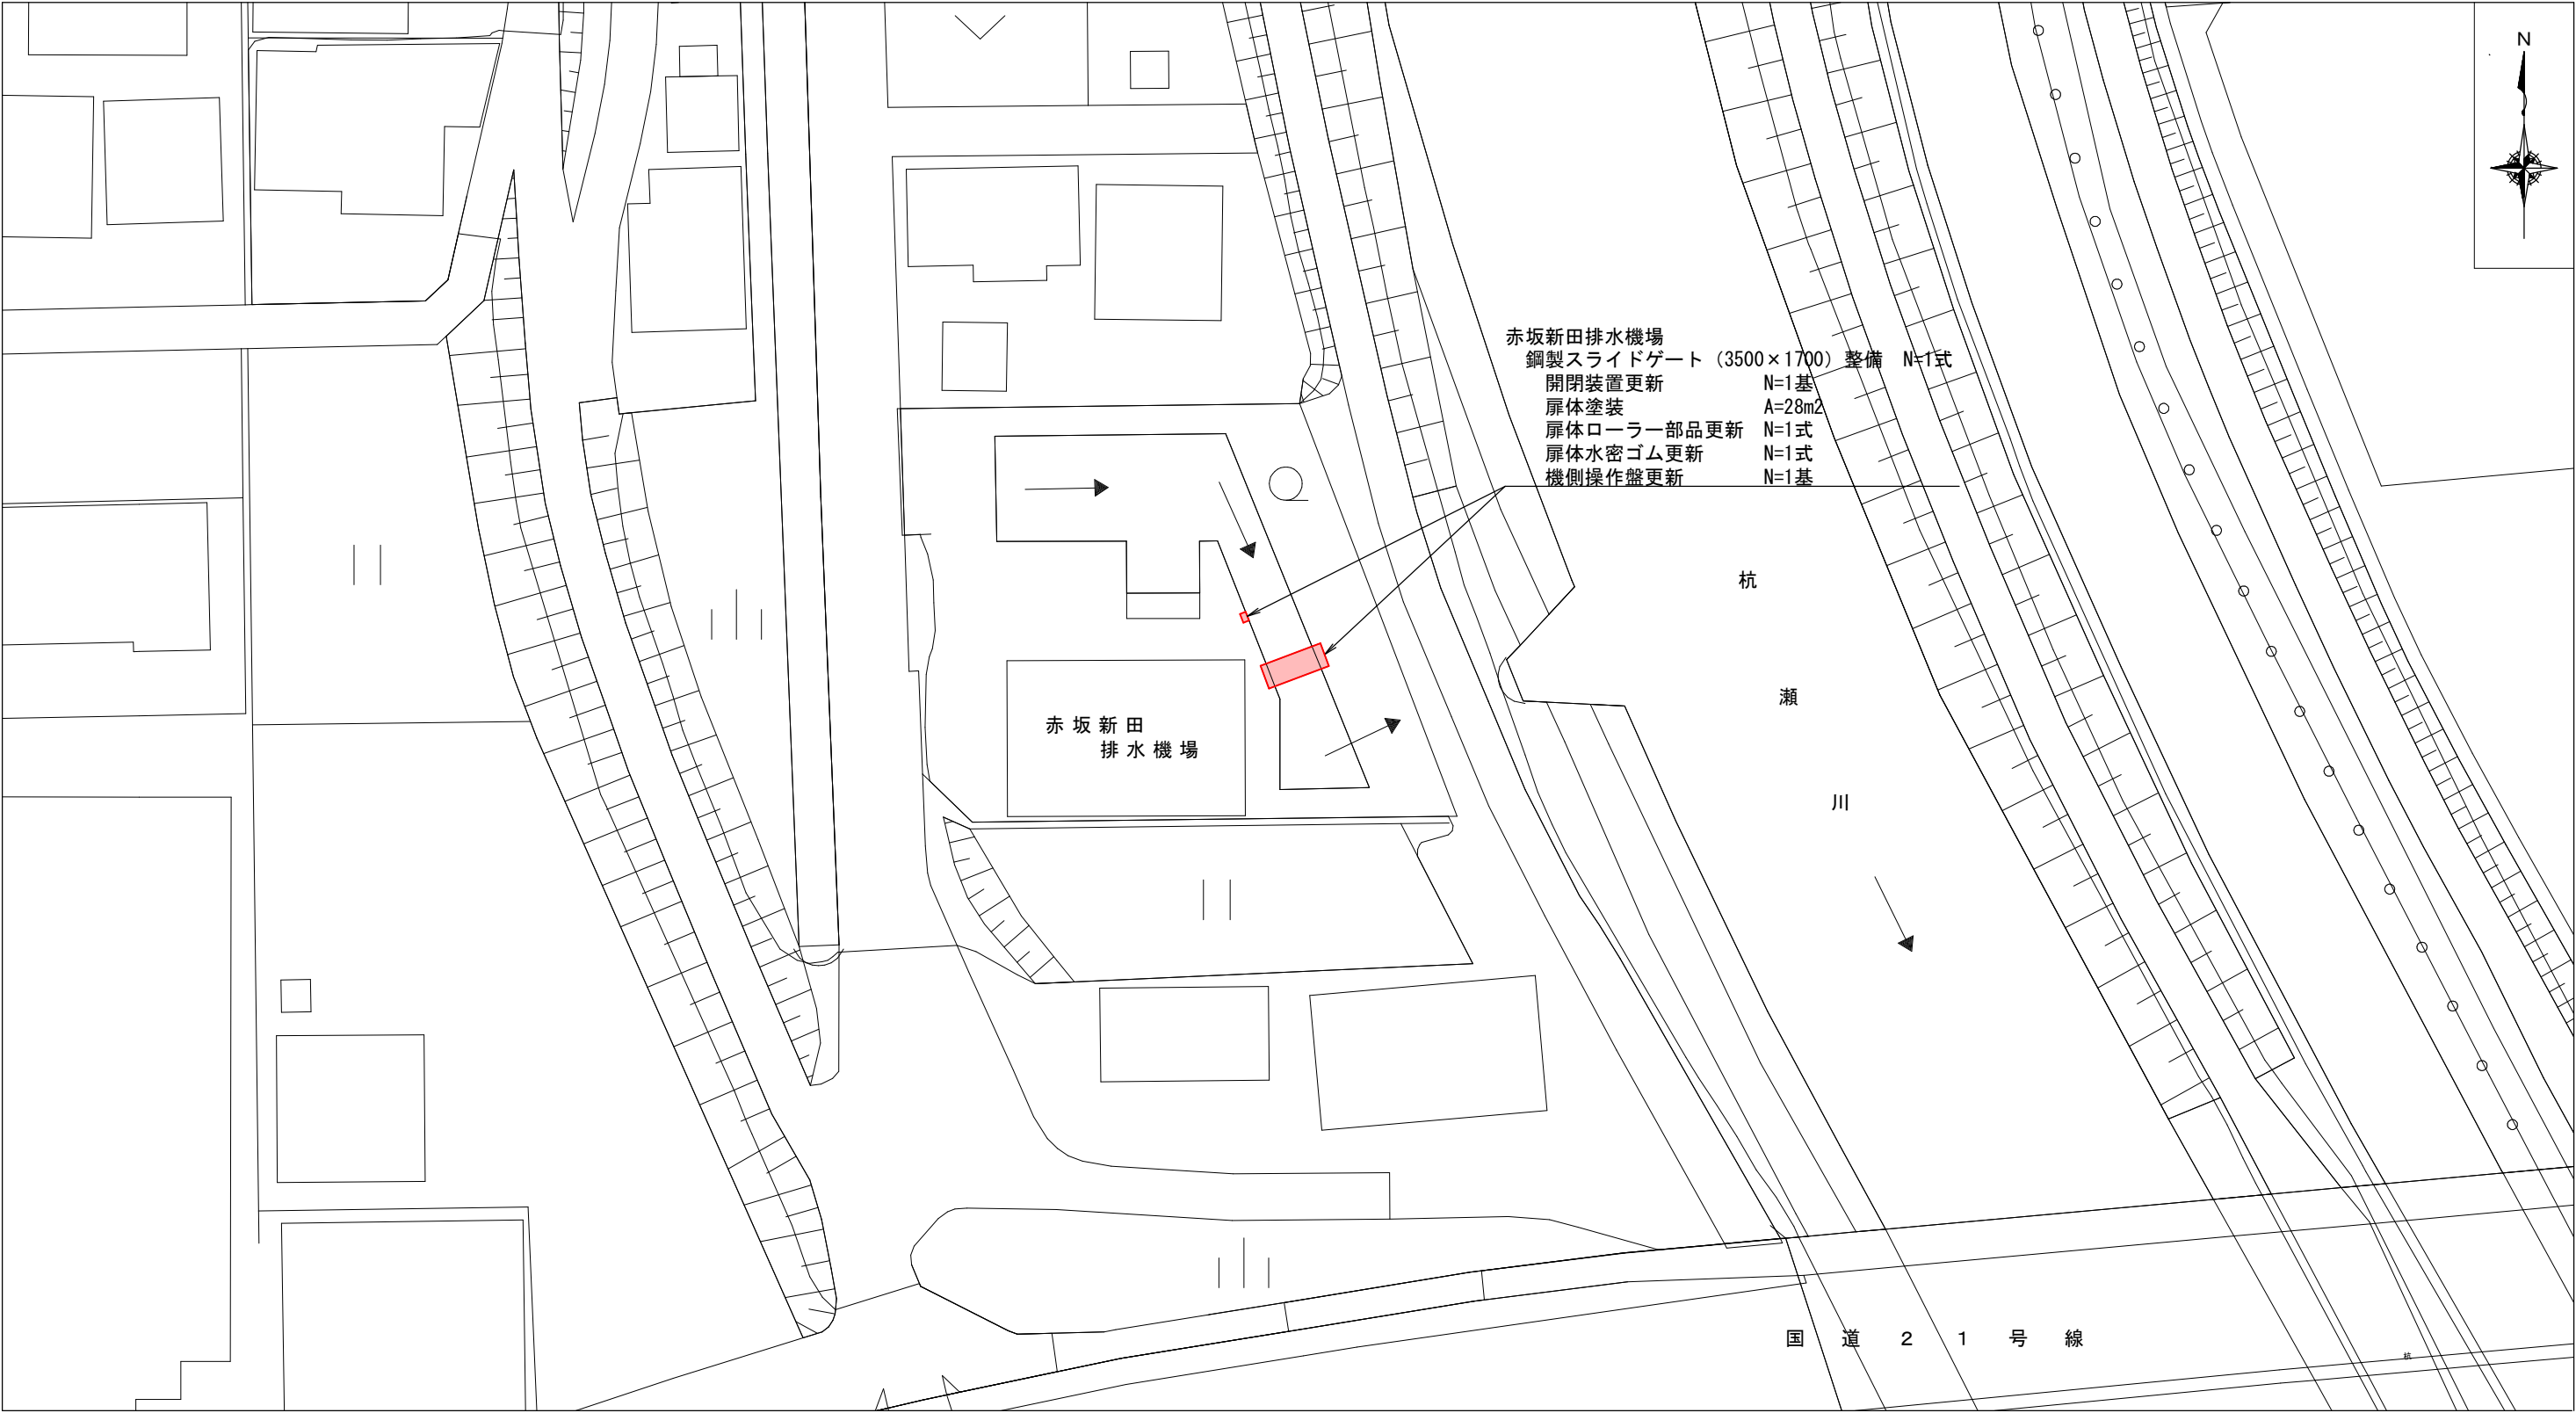 N
赤坂新田排水機場
鋼製スライドゲート（3500×1700）整備　N=1式
開閉装置更新　N=1基
扉体塗装　A=28m2
扉体ローラー部品更新　N=1式
扉体水密ゴム更新　N=1式
機側操作盤更新　N=1基
杭
瀬
川
赤坂新田
排水機場
国道２１号線
杭